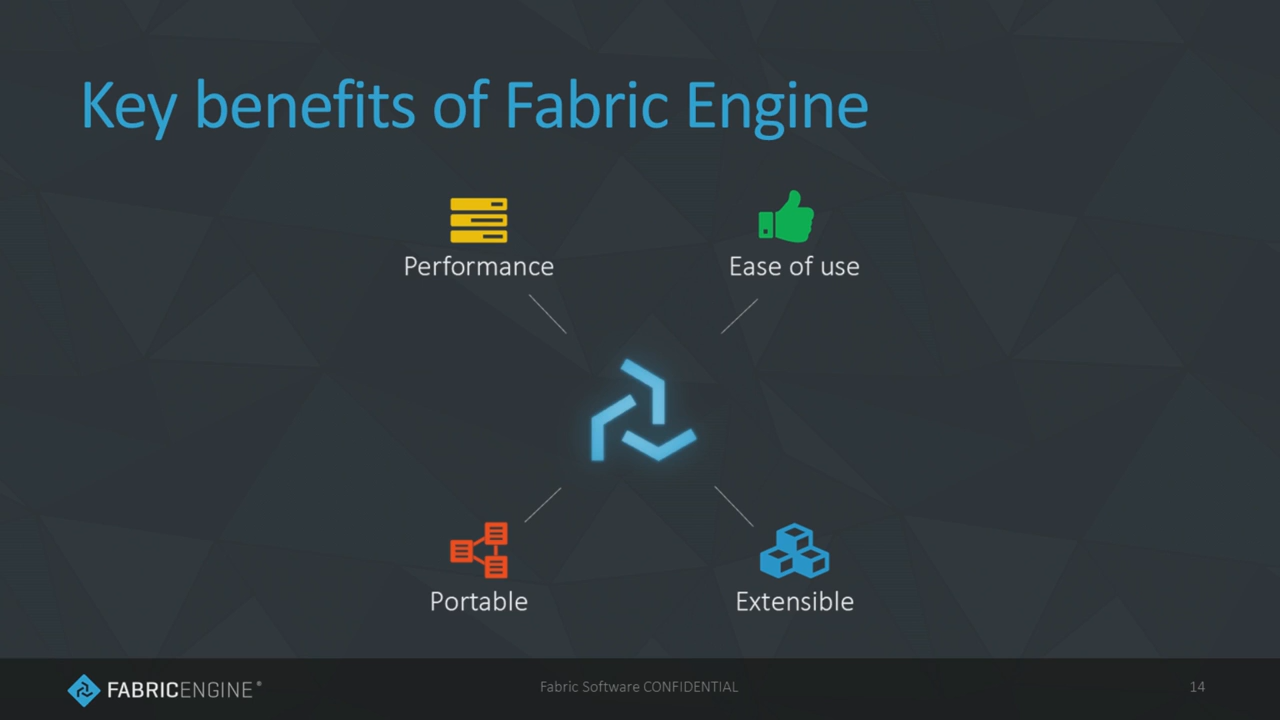 Key benefits of Fabric Engine
Performance
Ease of use
Portable
Extensible
FABRICENGINE®
Fabric Software CONFIDENTIAL
14